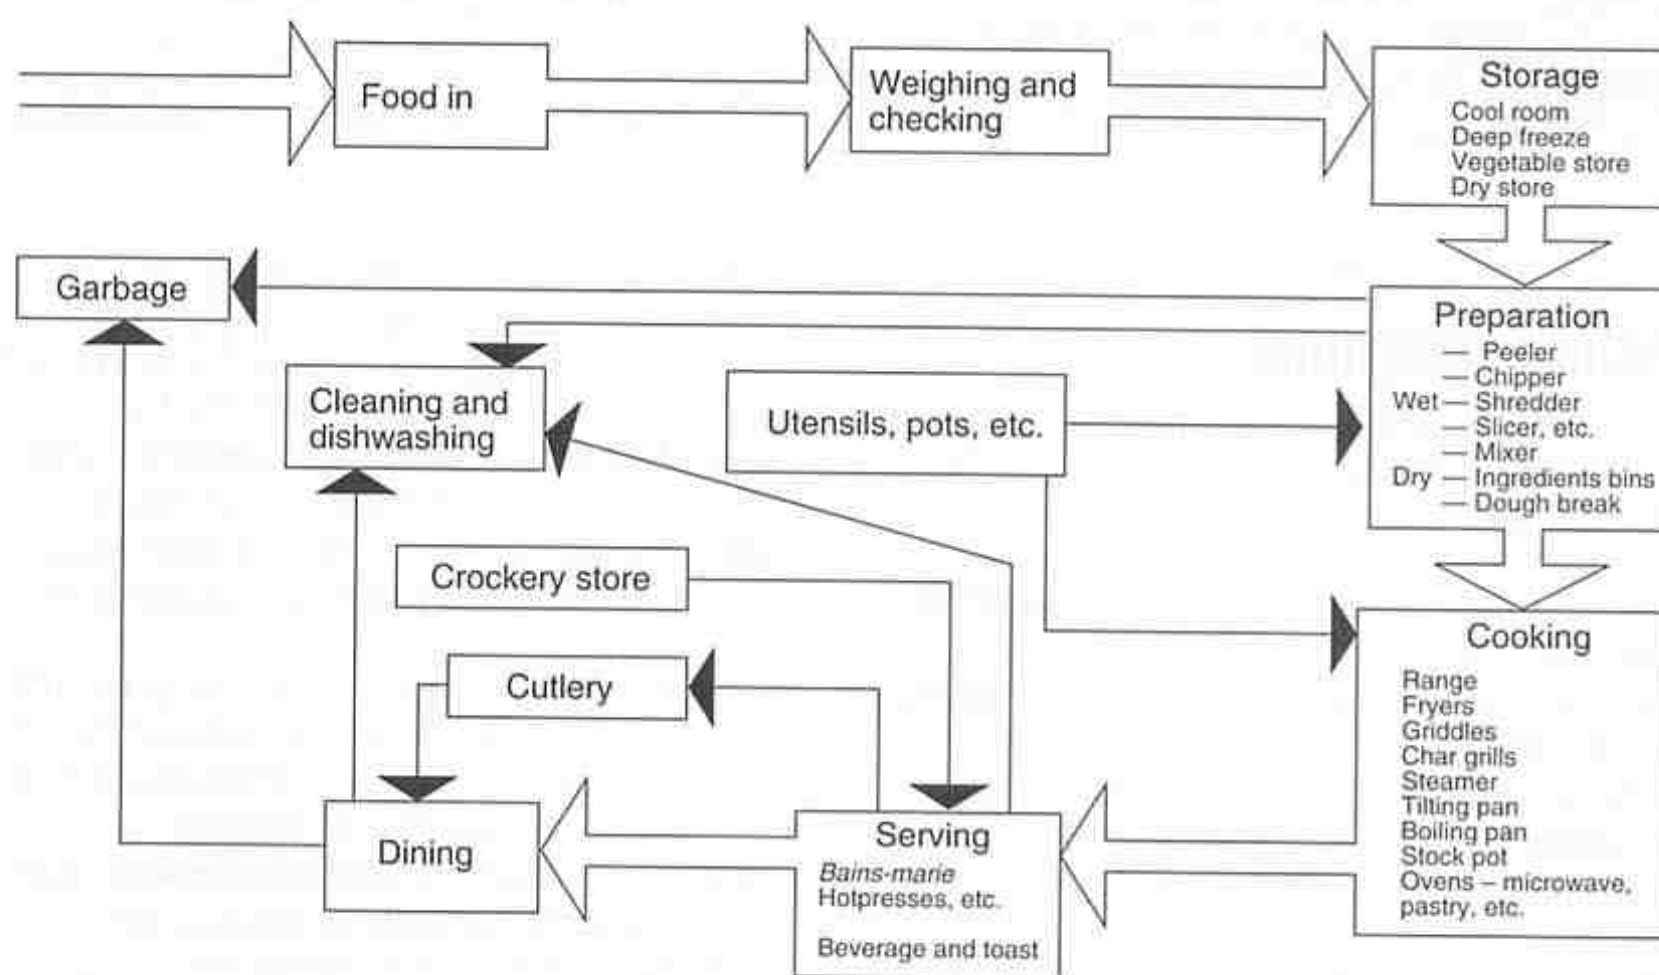 Food in
Weighing and
checking
Storage
Cool room
Deep freeze
Vegetable store
Dry store
Garbage
Preparation
— Peeler
— Chipper
Wet — Shredder
— Slicer, etc.
— Mixer
Dry — Ingredients bins
— Dough break
Cleaning and
dishwashing
Utensils, pots, etc.
Crockery store
Cutlery
Cooking
Range
Fryers
Griddles
Char grills
Steamer
Tilting pan
Boiling pan
Stock pot
Ovens – microwave,
pastry, etc.
Dining
Serving
Bains-marie
Hotpresses, etc.
Beverage and toast